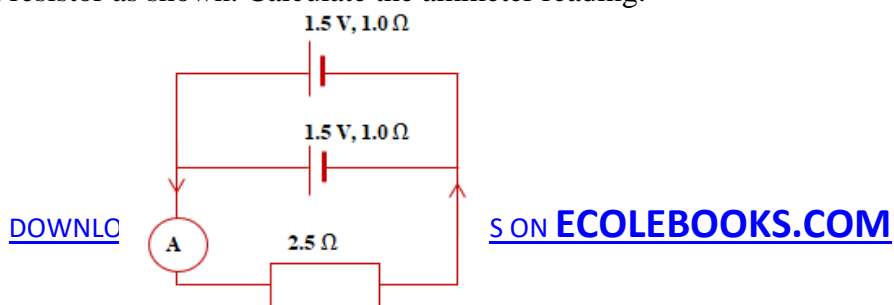 resistor as shown. Calculate the ammeter reading.
1.5 V, 1.0 Ω
1.5 V, 1.0 Ω
DOWNLO S ON ECOLEBOOKS.COM
A 2.5 Ω